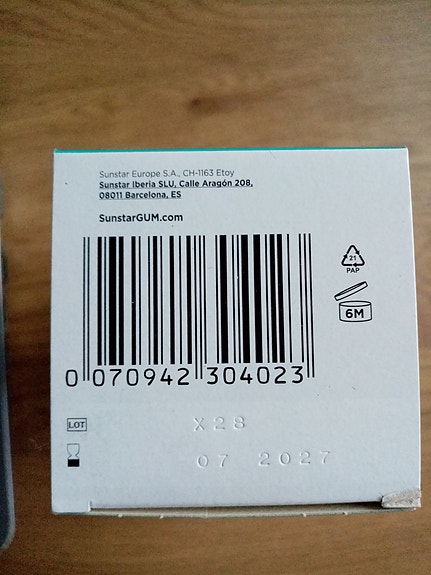 Sunstar Europe S.A., CH-1163 Etoy
Sunstar Iberia SLU, Calle Aragón 208,
08011 Barcelona, ES
SunstarGUM.com
21
PAP
6M
0 070942 304023
LOT X28
07 2027